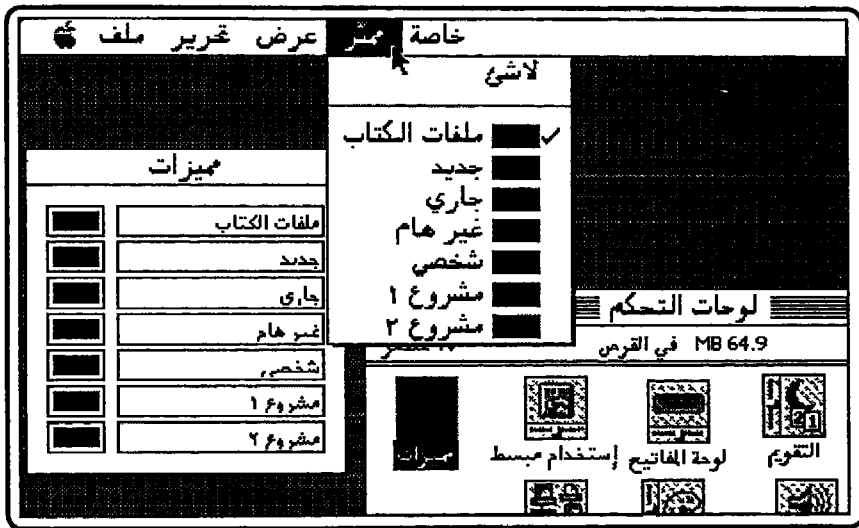 ملف تحرير عرض مميّز خاصة
لاشئ
ملفات الكتاب
جديد
جاري
غير هام
شخصي
مشروع ١
مشروع ٢
مميزات
ملفات الكتاب
جديد
جاري
غير هام
شخصي
مشروع ١
مشروع ٢
لوحات التحكم
64.9 MB في القرص
التقويم
لوحة المفاتيح
إستخدام مبسط
مميزات